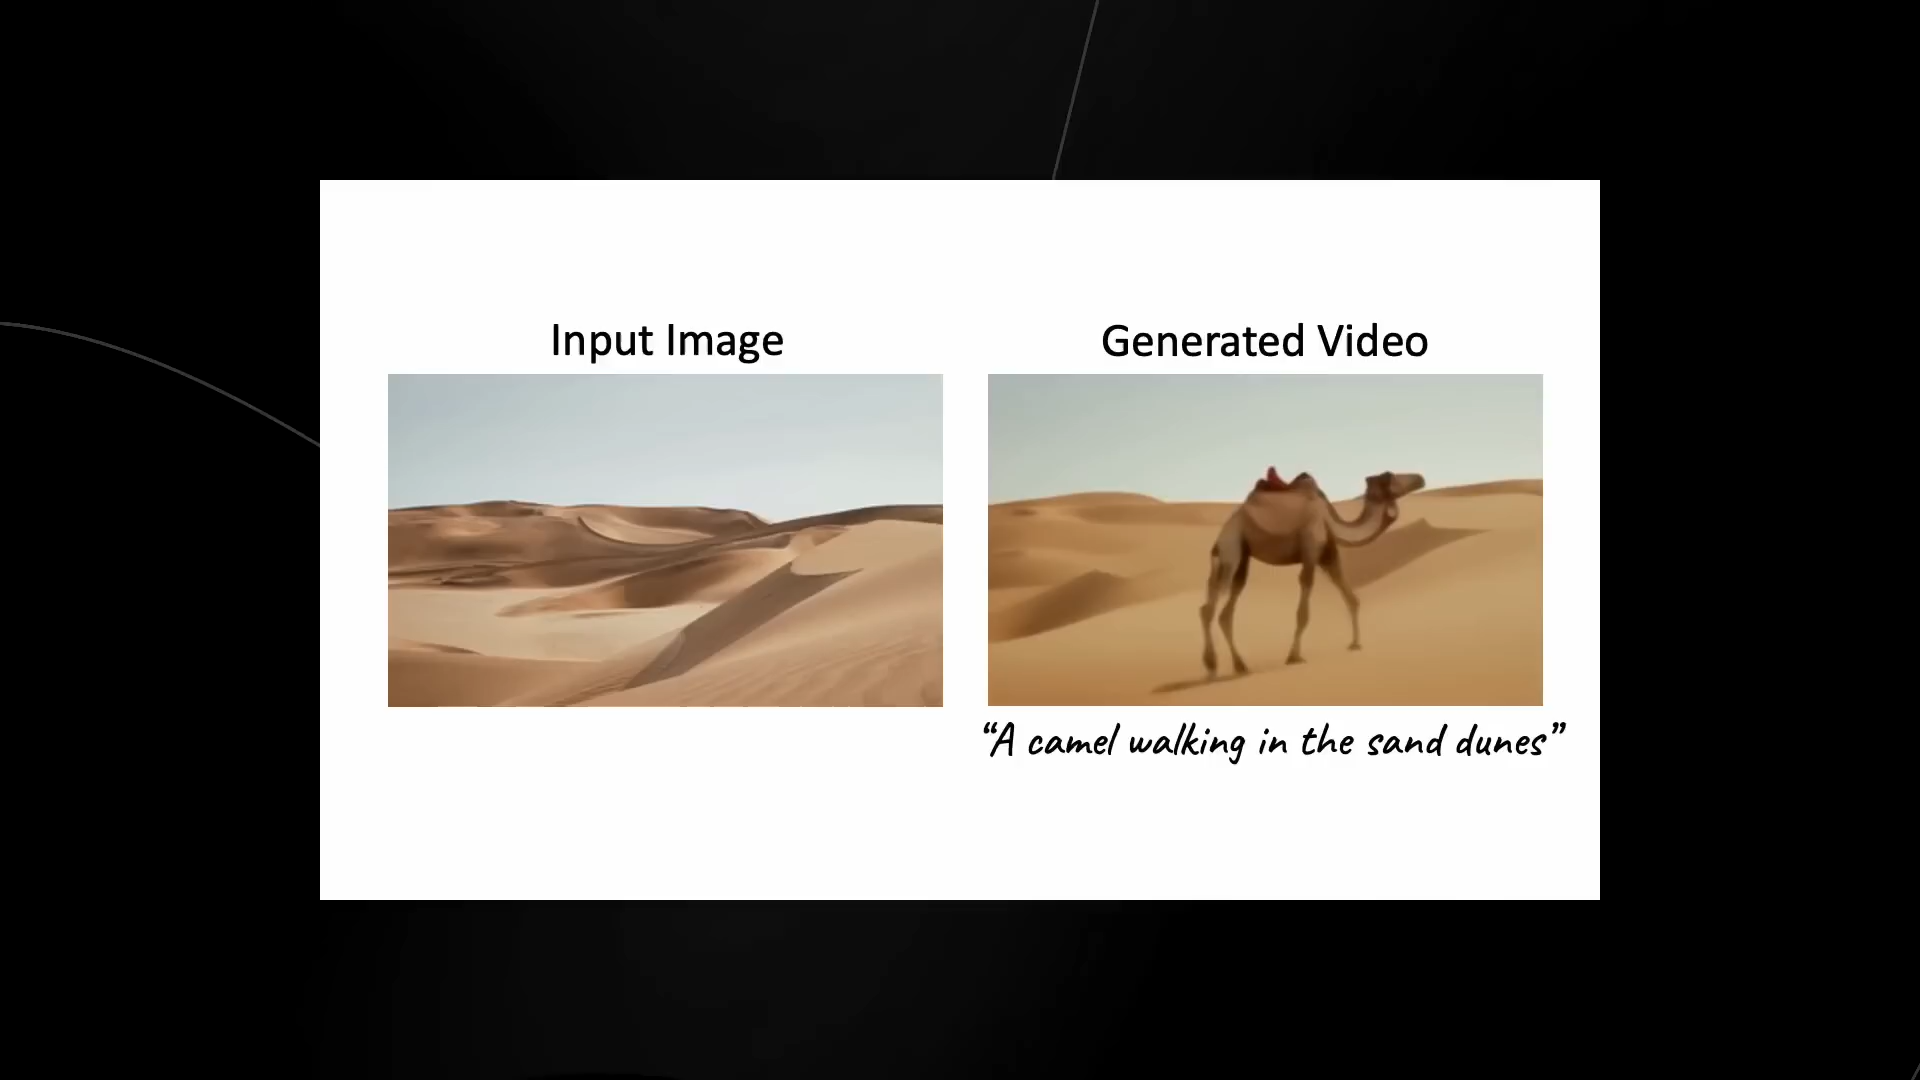 Input Image
Generated Video
“A camel walking in the sand dunes”